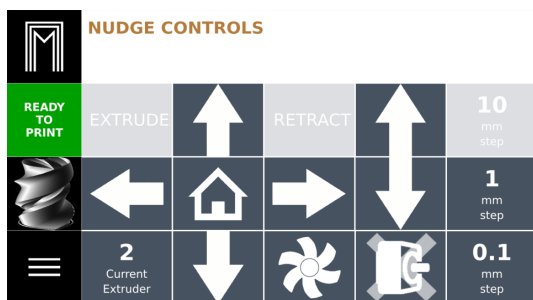 NUDGE CONTROLS
READY
TO
PRINT
EXTRUDE
RETRACT
10
mm
step
1
mm
step
2
Current
Extruder
0.1
mm
step